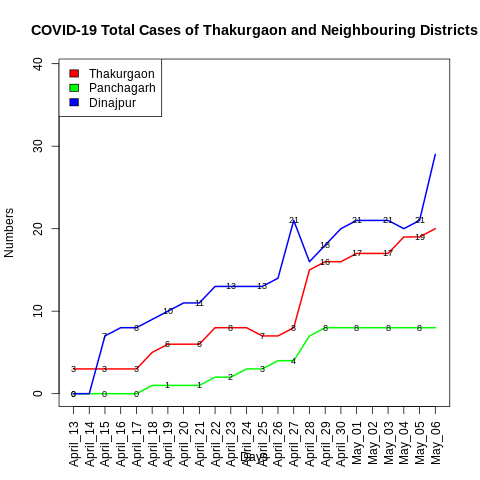 COVID-19 Total Cases of Thakurgaon and Neighbouring Districts
Thakurgaon
Panchagarh
Dinajpur
Numbers
40
30
20
10
0
3 3 3 6 6 8 7 8 16 17 17 19
0 0 0 1 1 2 3 4 8 8 8 8
0 7 8 10 11 13 13 21 18 21 21 21
April_13
April_14
April_15
April_16
April_17
April_18
April_19
April_20
April_21
April_22
April_23
April_24
April_25
April_26
April_27
April_28
April_29
April_30
May_01
May_02
May_03
May_04
May_05
May_06
Days